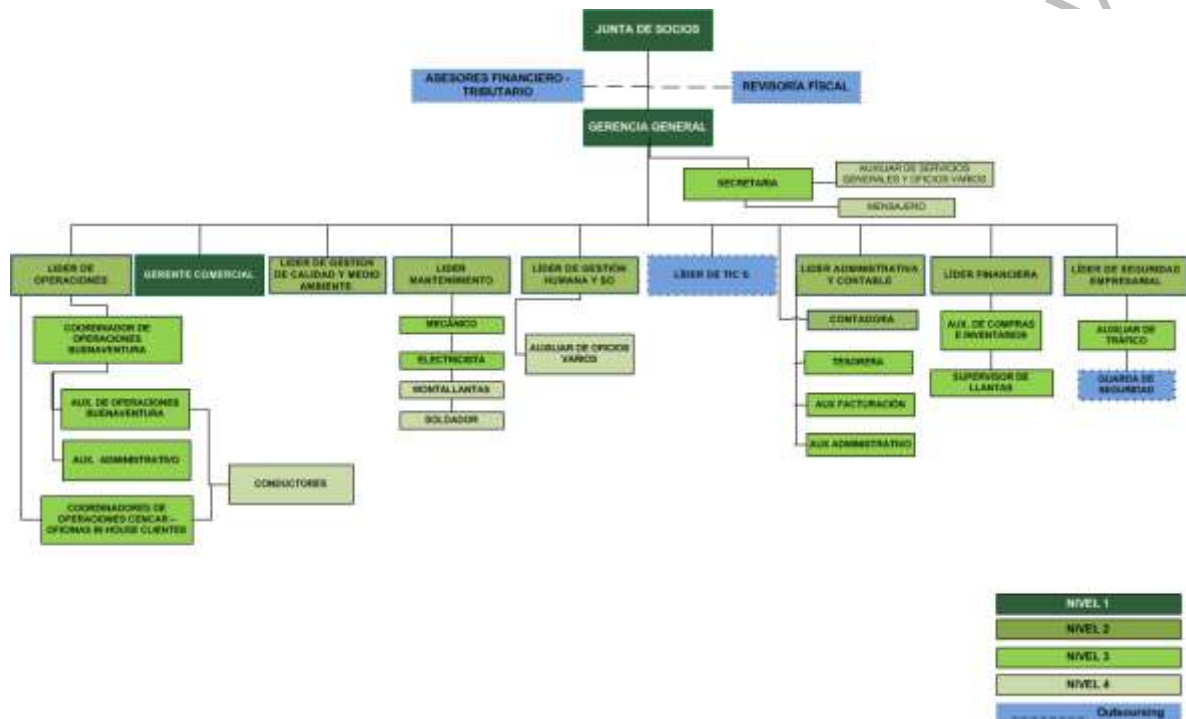 JUNTA DE SOCIOS
ASESORES FINANCIERO -
TRIBUTARIO
REVISORÍA FÍSCAL
GERENCIA GENERAL
SECRETARIA
AUXILIAR DE SERVICIOS
GENERALES Y OFICIOS VARIOS
MENSAJERO
LIDER DE
OPERACIONES
GERENTE COMERCIAL
LIDER DE GESTIÓN
DE CALIDAD Y MEDIO
AMBIENTE
LIDER
MANTENIMIENTO
LIDER DE GESTIÓN
HUMANA Y SO
LÍDER DE TIC´S
LIDER ADMINISTRATIVA
Y CONTABLE
LIDER FINANCIERA
LÍDER DE SEGURIDAD
EMPRESARIAL
COORDINADOR DE
OPERACIONES
BUENAVENTURA
AUX. DE OPERACIONES
BUENAVENTURA
AUX. ADMINISTRATIVO
COORDINADORES DE
OPERACIONES CENCAR –
OFICINAS IN HOUSE CLIENTES
CONDUCTORES
MECÁNICO
ELECTRICISTA
MONTALLANTAS
SOLDADOR
AUXILIAR DE OFICIOS
VARIOS
CONTADORA
TESORERA
AUX FACTURACIÓN
AUX ADMINISTRATIVO
AUX. DE COMPRAS
E INVENTARIOS
SUPERVISOR DE
LLANTAS
AUXILIAR DE
TRÁFICO
GUARDA DE
SEGURIDAD
NIVEL 1
NIVEL 2
NIVEL 3
NIVEL 4
Outsoursing